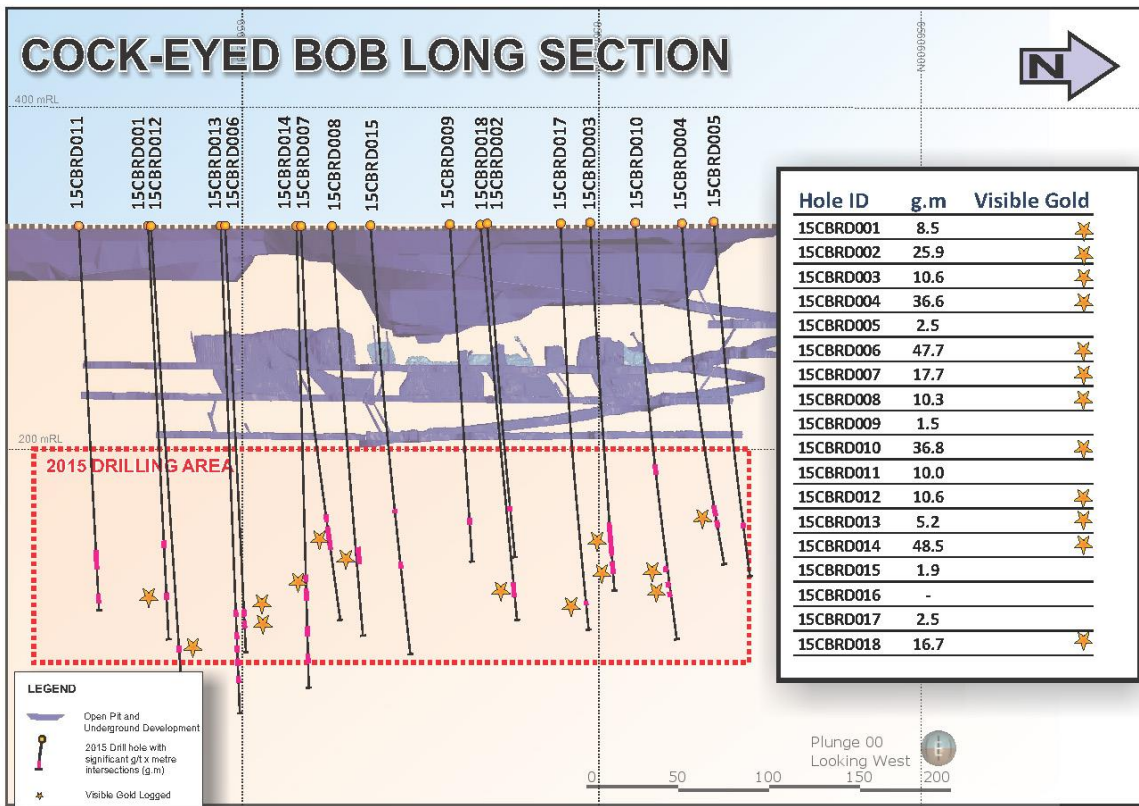 COCK-EYED BOB LONG SECTION
N
400 mRL
15CBRD011
15CBRD001
15CBRD012
15CBRD013
15CBRD006
15CBRD014
15CBRD007
15CBRD008
15CBRD015
15CBRD009
15CBRD018
15CBRD002
15CBRD017
15CBRD003
15CBRD010
15CBRD004
15CBRD005
200 mRL
2015 DRILLING AREA
Hole ID g.m Visible Gold
15CBRD001 8.5
15CBRD002 25.9
15CBRD003 10.6
15CBRD004 36.6
15CBRD005 2.5
15CBRD006 47.7
15CBRD007 17.7
15CBRD008 10.3
15CBRD009 1.5
15CBRD010 36.8
15CBRD011 10.0
15CBRD012 10.6
15CBRD013 5.2
15CBRD014 48.5
15CBRD015 1.9
15CBRD016 -
15CBRD017 2.5
15CBRD018 16.7
LEGEND
Open Pit and
Underground Development
2015 Drill hole with
significant g/t x metre
intersections (g.m)
Visible Gold Logged
Plunge 00
Looking West
0 50 100 150 200